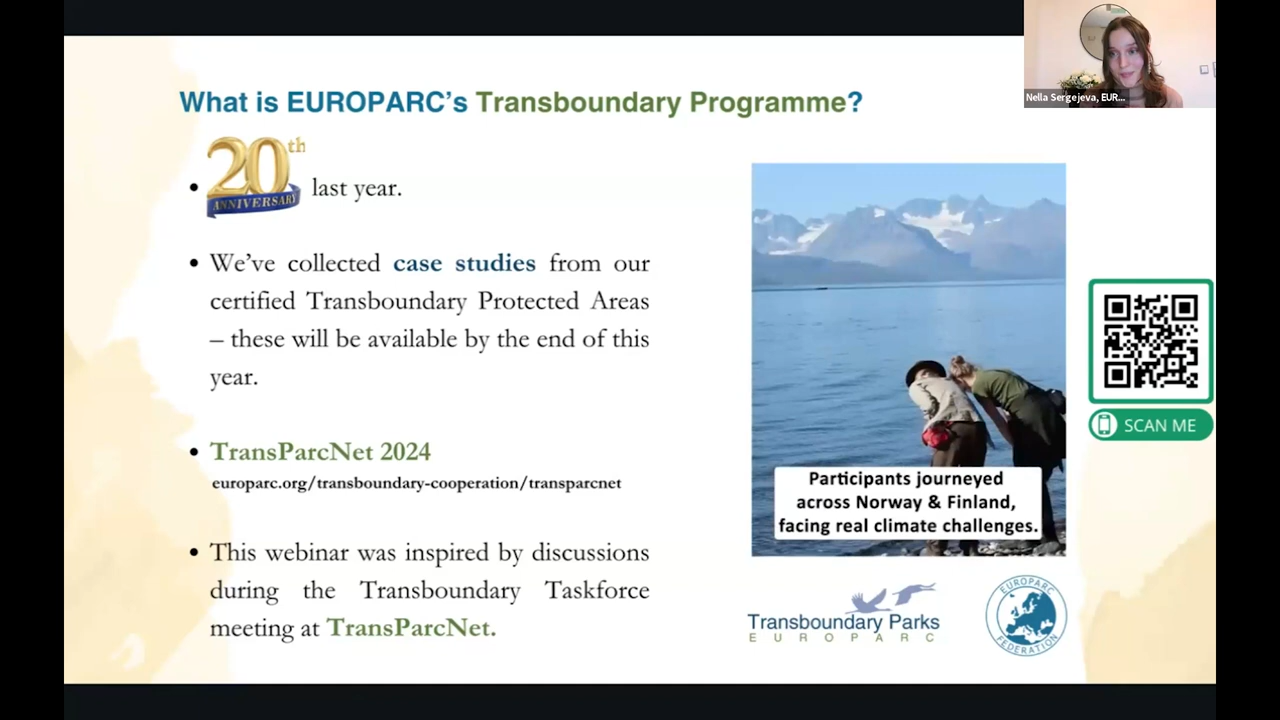 Nella Sergejeva, EUR...
What is EUROPARC's Transboundary Programme?
20th
ANNIVERSARY
• last year.
• We've collected case studies from our
certified Transboundary Protected Areas
– these will be available by the end of this
year.
• TransParcNet 2024
europarc.org/transboundary-cooperation/transparcnet
• This webinar was inspired by discussions
during the Transboundary Taskforce
meeting at TransParcNet.
Participants journeyed
across Norway & Finland,
facing real climate challenges.
SCAN ME
Transboundary Parks
EUROPARC
EUROPARC
FEDERATION